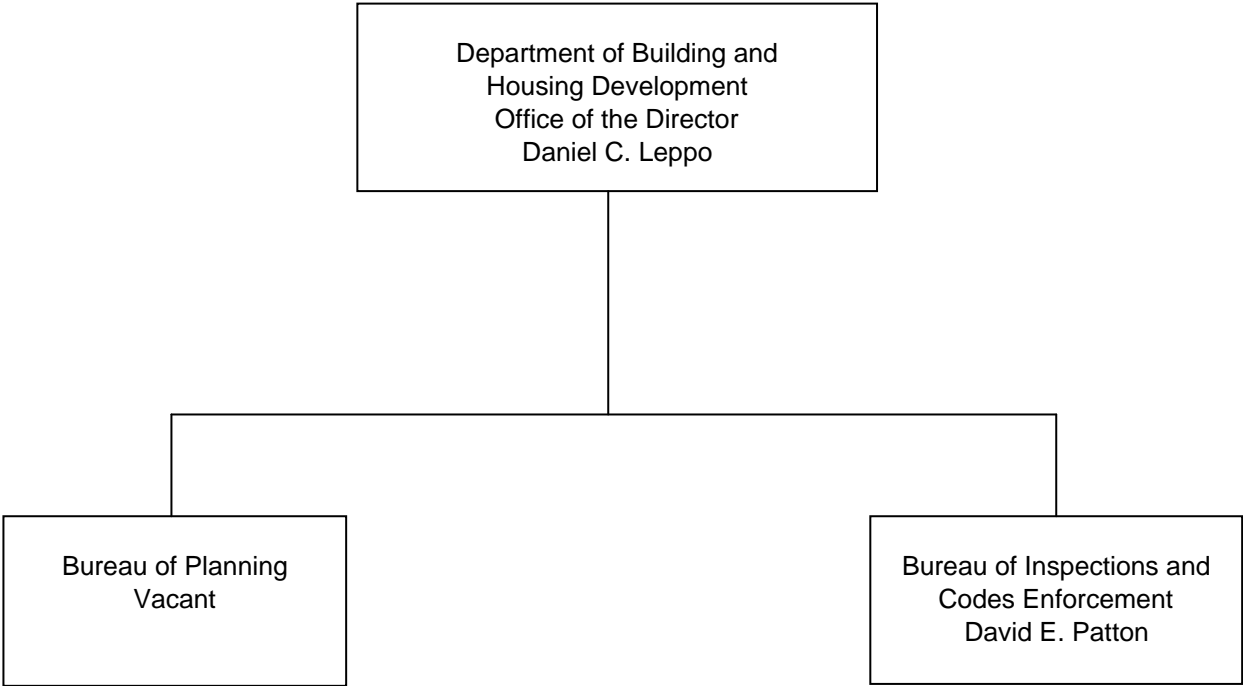 Department of Building and
Housing Development
Office of the Director
Daniel C. Leppo
Bureau of Planning
Vacant
Bureau of Inspections and
Codes Enforcement
David E. Patton